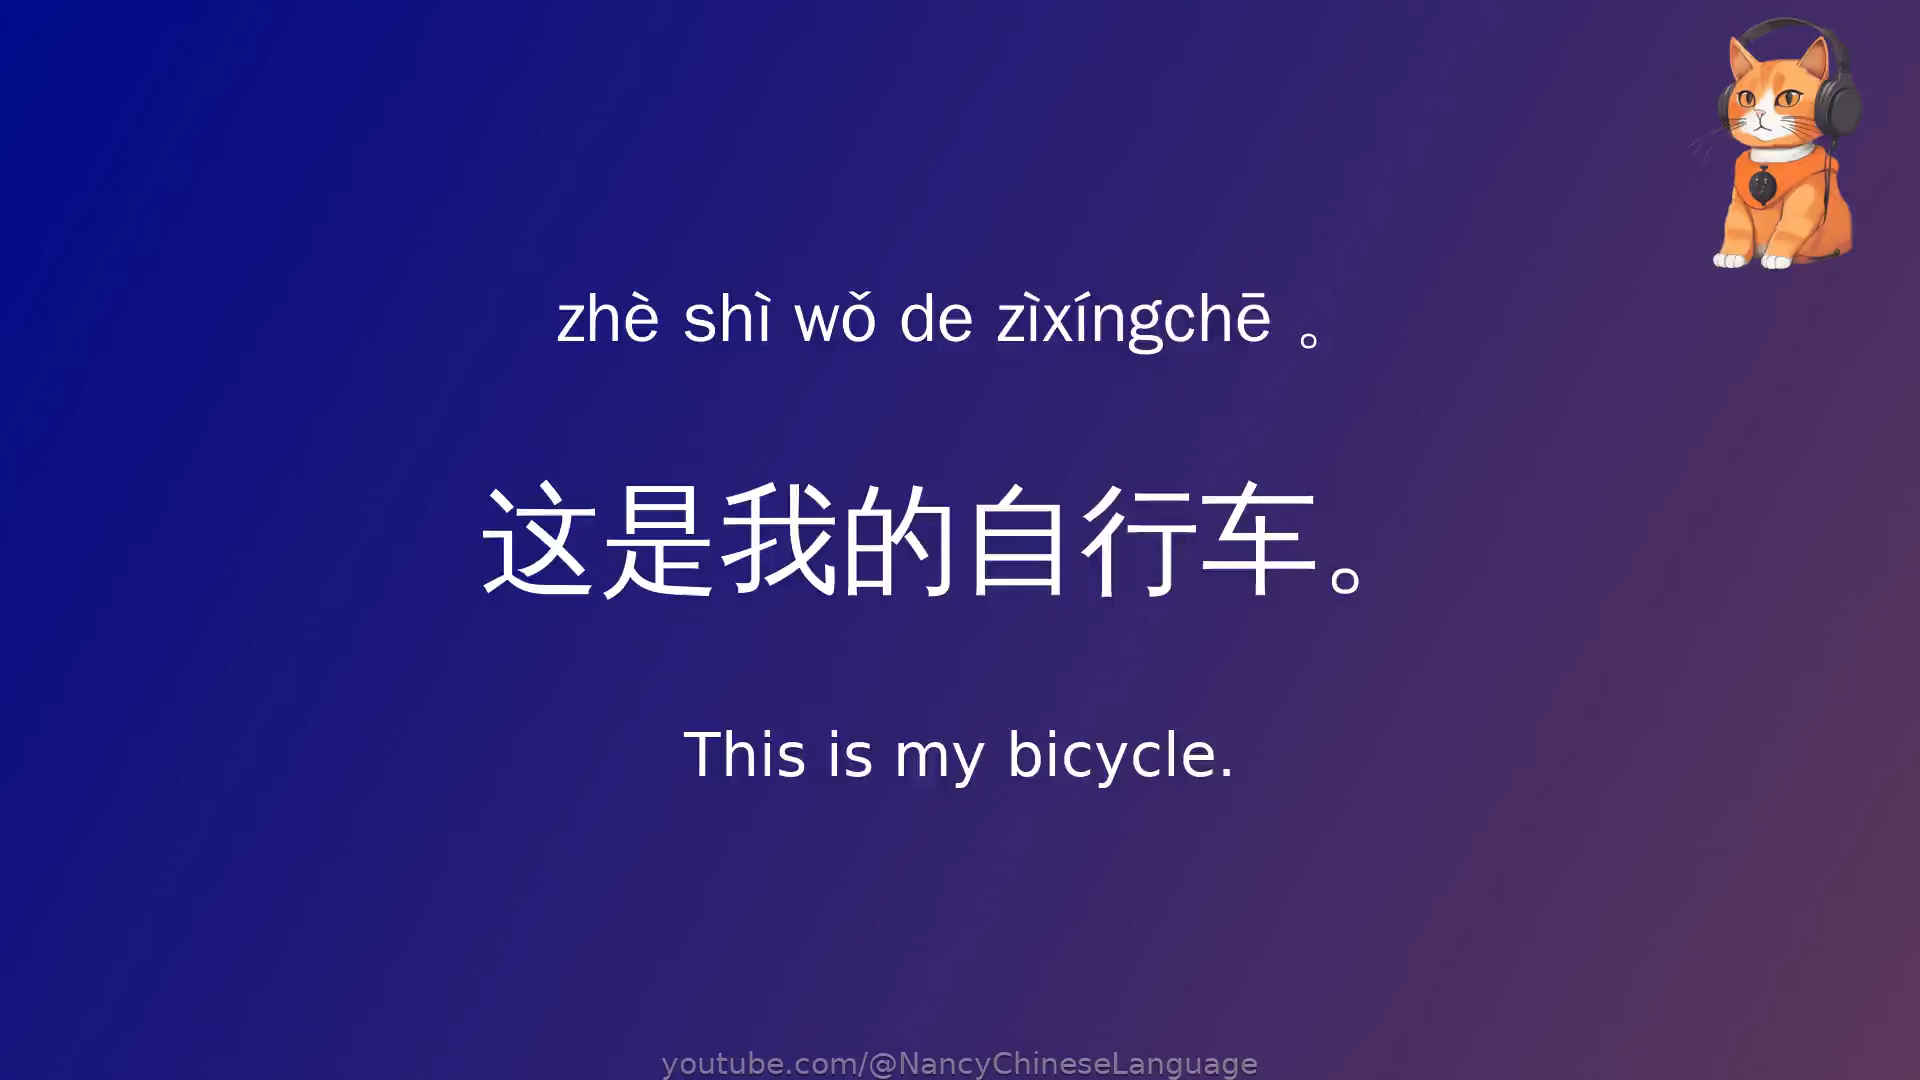 zhè shì wǒ de zìxíngchē 。
这是我的自行车。
This is my bicycle.
youtube.com/@NancyChineseLanguage